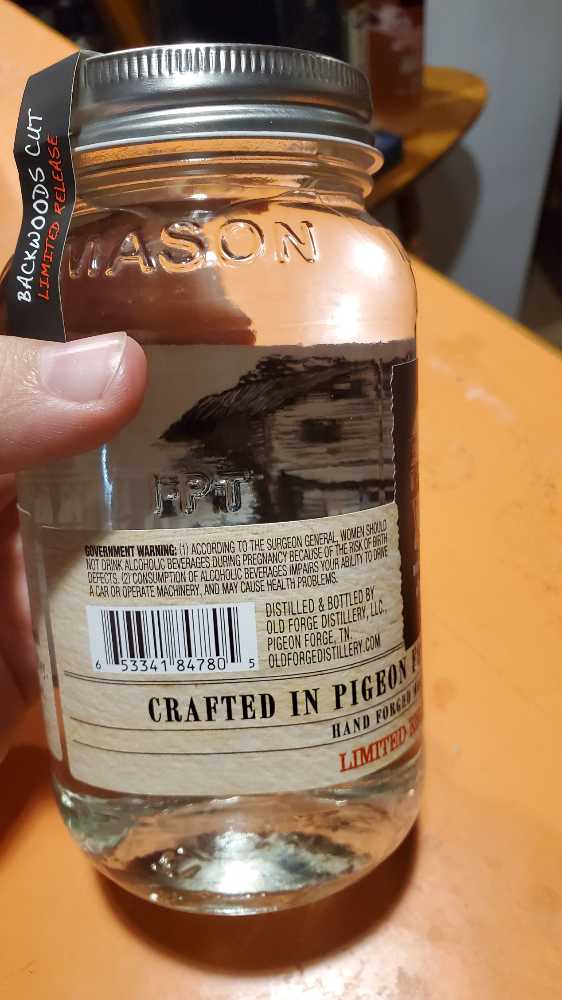 BACKWOODS CUT
LIMITED RELEASE
MASON
GOVERNMENT WARNING: (1) ACCORDING TO THE SURGEON GENERAL, WOMEN SHOULD
NOT DRINK ALCOHOLIC BEVERAGES DURING PREGNANCY BECAUSE OF THE RISK OF BIRTH
DEFECTS. (2) CONSUMPTION OF ALCOHOLIC BEVERAGES IMPAIRS YOUR ABILITY TO DRIVE
A CAR OR OPERATE MACHINERY, AND MAY CAUSE HEALTH PROBLEMS.
DISTILLED & BOTTLED BY
OLD FORGE DISTILLERY, LLC.,
PIGEON FORGE, TN.
OLDFORGEDISTILLERY.COM
6 53341 84780 5
CRAFTED IN PIGEON
HAND FORGED
LIMITED